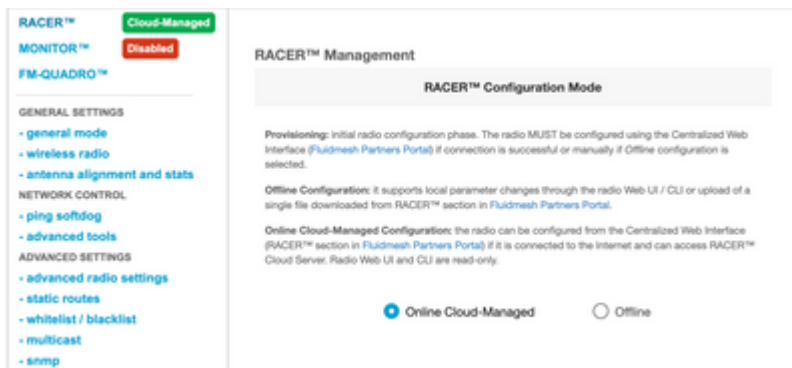 RACER™ Cloud-Managed
MONITOR™ Disabled
FM-QUADRO™
GENERAL SETTINGS
- general mode
- wireless radio
- antenna alignment and stats
NETWORK CONTROL
- ping softdog
- advanced tools
ADVANCED SETTINGS
- advanced radio settings
- static routes
- whitelist / blacklist
- multicast
- snmp
RACER™ Management
RACER™ Configuration Mode
Provisioning: initial radio configuration phase. The radio MUST be configured using the Centralized Web
Interface (Fluidmesh Partners Portal) if connection is successful or manually if Offline configuration is
selected.
Offline Configuration: it supports local parameter changes through the radio Web UI / CLI or upload of a
single file downloaded from RACER™ section in Fluidmesh Partners Portal.
Online Cloud-Managed Configuration: the radio can be configured from the Centralized Web Interface
(RACER™ section in Fluidmesh Partners Portal) if it is connected to the Internet and can access RACER™
Cloud Server. Radio Web UI and CLI are read-only.
Online Cloud-Managed Offline